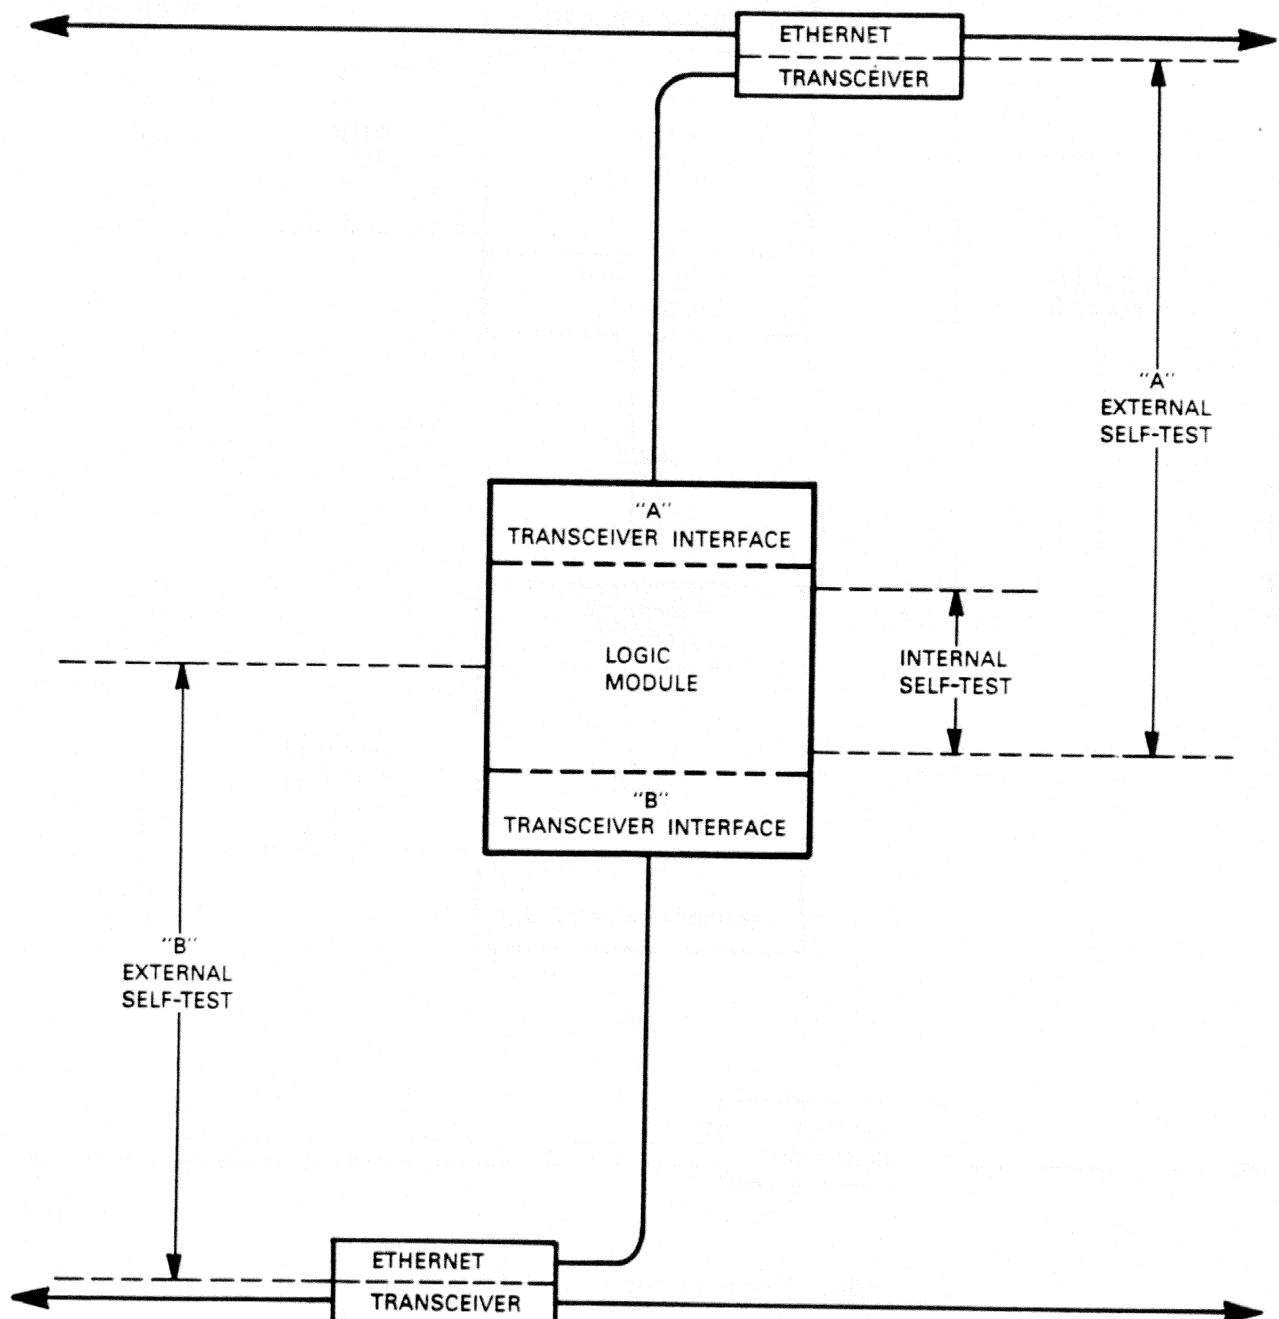 ETHERNET
TRANSCEIVER
"A"
EXTERNAL
SELF-TEST
"A"
TRANSCEIVER INTERFACE
LOGIC
MODULE
INTERNAL
SELF-TEST
"B"
TRANSCEIVER INTERFACE
"B"
EXTERNAL
SELF-TEST
ETHERNET
TRANSCEIVER